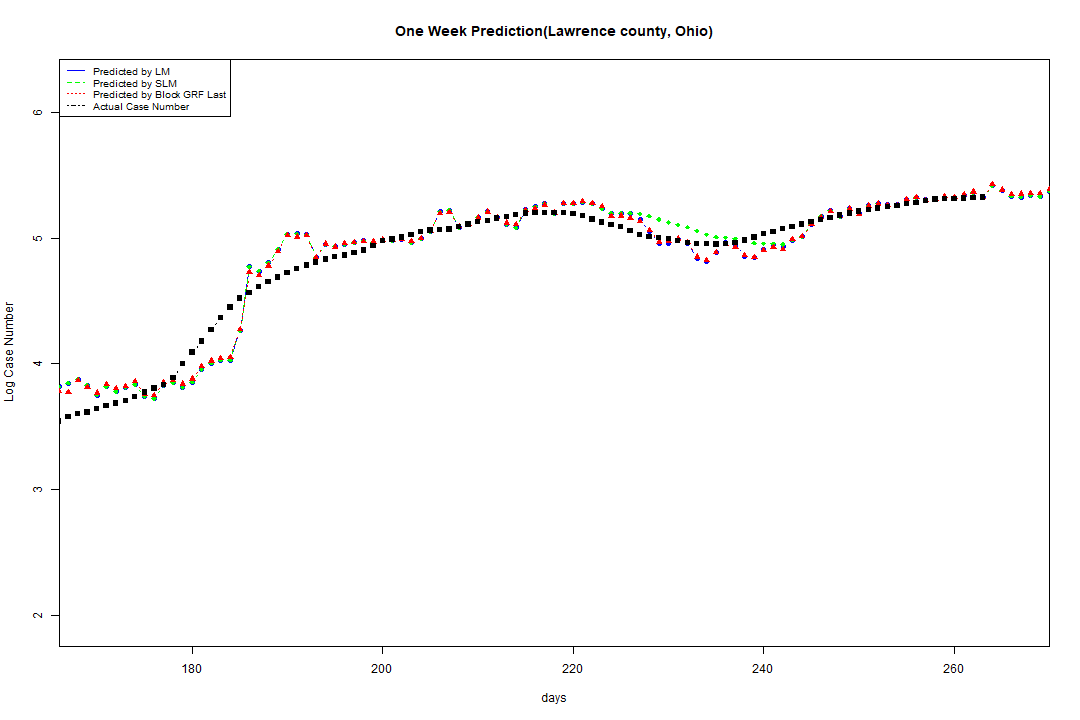 One Week Prediction(Lawrence county, Ohio)
Predicted by LM
Predicted by SLM
Predicted by Block GRF Last
Actual Case Number
Log Case Number
6
5
4
3
2
180 200 220 240 260
days